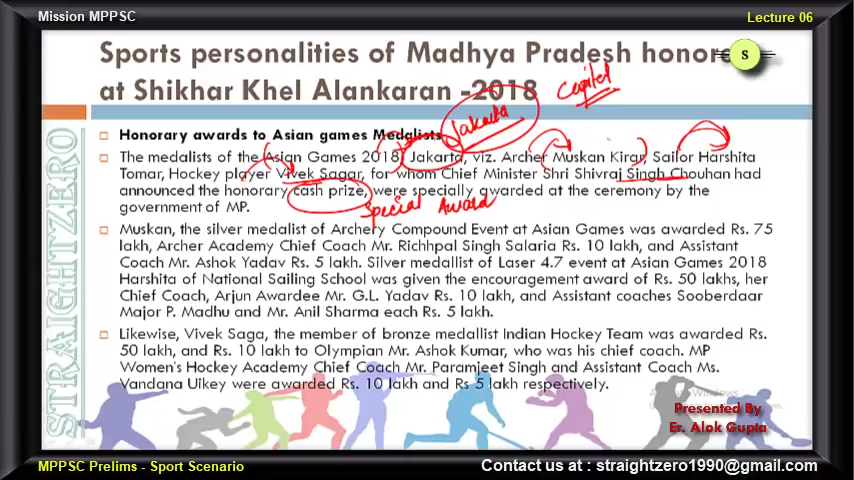 Mission MPPSC
Lecture 06
Sports personalities of Madhya Pradesh honore
at Shikhar Khel Alankaran -2018
S
Capital
Jakarta
Honorary awards to Asian games Medalists
The medalists of the Asian Games 2018, Jakarta, viz. Archer Muskan Kirar, Sailor Harshita
Tomar, Hockey player Vivek Sagar, for which Chief Minister Shri Shivraj Singh Chouhan had
announced the honorary cash prize, were specially awarded at the ceremony by the
government of MP.
Special Award
Muskan, the silver medalist of Archery Compound Event at Asian Games was awarded Rs. 75
lakh, Archer Academy Chief Coach Mr. Richhpal Singh Salaria Rs. 10 lakh, and Assistant
Coach Mr. Ashok Yadav Rs. 5 lakh. Silver medallist of Laser 4.7 event at Asian Games 2018
Harshita of National Sailing School was given the encouragement award of Rs. 50 lakhs, her
Chief Coach, Arjun Awardee Mr. G.L. Yadav Rs. 10 lakh, and Assistant coaches Sooberdaar
Major P. Madhu and Mr. Anil Sharma each Rs. 5 lakh.
Likewise, Vivek Saga, the member of bronze medallist Indian Hockey Team was awarded Rs.
50 lakh, and Rs. 10 lakh to Olympian Mr. Ashok Kumar, who was his chief coach. MP
Women's Hockey Academy Chief Coach Mr. Paramjeet Singh and Assistant Coach Ms.
Vandana Uikey were awarded Rs. 10 lakh and Rs 5 lakh respectively.
STRAIGHTZERO
Presented By
Er. Alok Gupta
MPPSC Prelims - Sport Scenario
Contact us at : straightzero1990@gmail.com